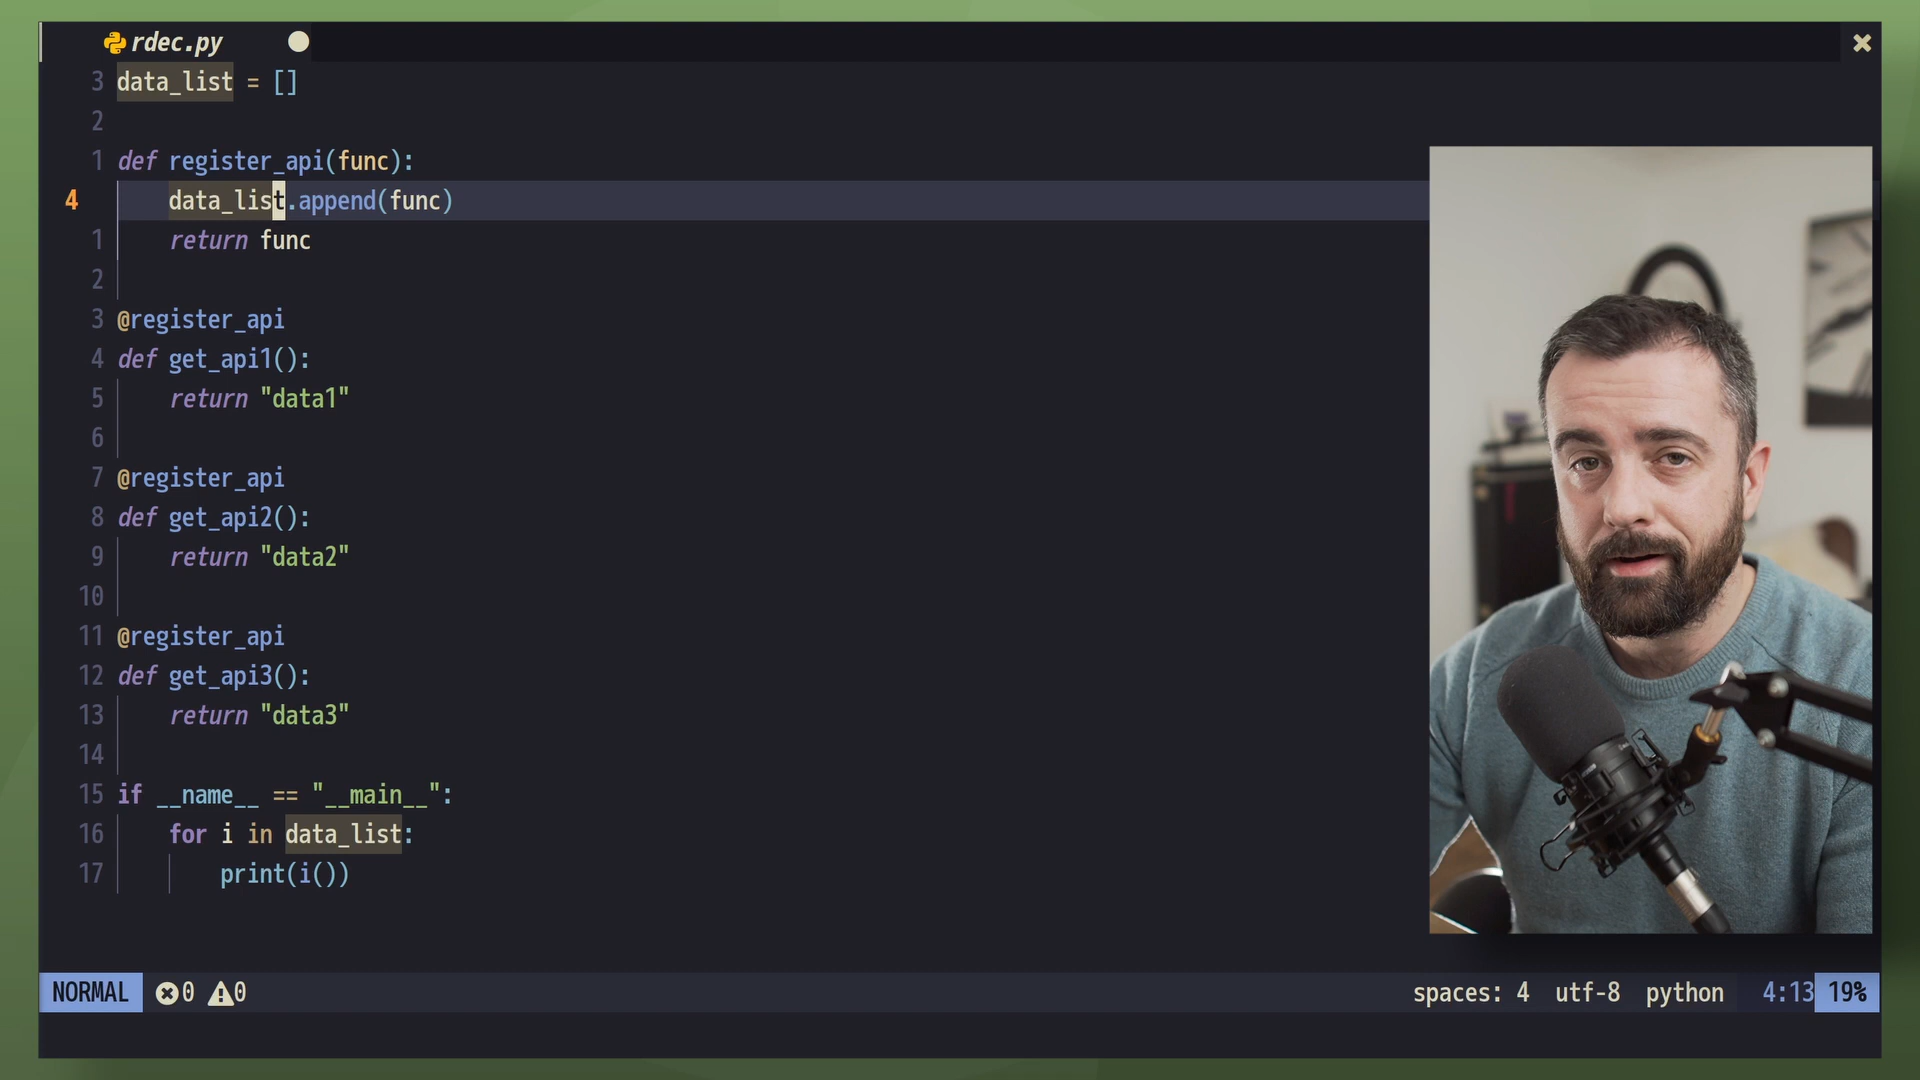 rdec.py
3 data_list = []
2
1 def register_api(func):
4 data_list.append(func)
1 return func
2
3 @register_api
4 def get_api1():
5 return "data1"
6
7 @register_api
8 def get_api2():
9 return "data2"
10
11 @register_api
12 def get_api3():
13 return "data3"
14
15 if __name__ == "__main__":
16 for i in data_list:
17 print(i())
NORMAL 0 0 spaces: 4 utf-8 python 4:13 19%